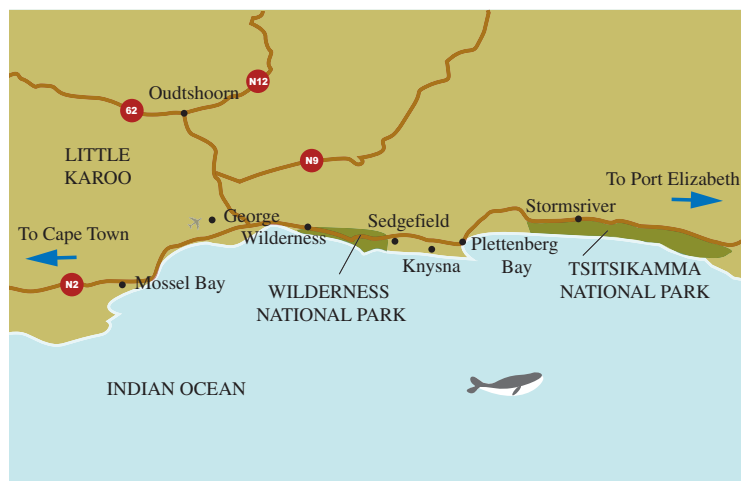 N12
Oudtshoorn
62
LITTLE
KAROO
N9
To Port Elizabeth
Stormsriver
George
Sedgefield
To Cape Town
Wilderness
Plettenberg
Bay
Knysna
TSITSIKAMMA
NATIONAL PARK
N2
Mossel Bay
WILDERNESS
NATIONAL PARK
INDIAN OCEAN